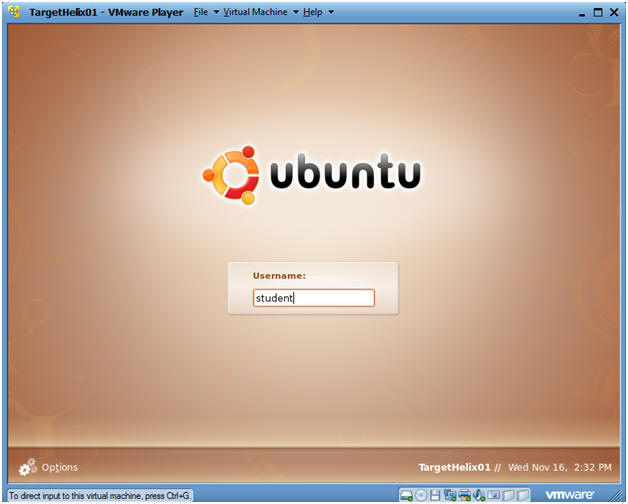 TargetHelix01 - VMware Player File Virtual Machine Help
ubuntu
Username:
student
Options
TargetHelix01 // Wed Nov 16, 2:32 PM
To direct input to this virtual machine, press Ctrl+G.
vmware